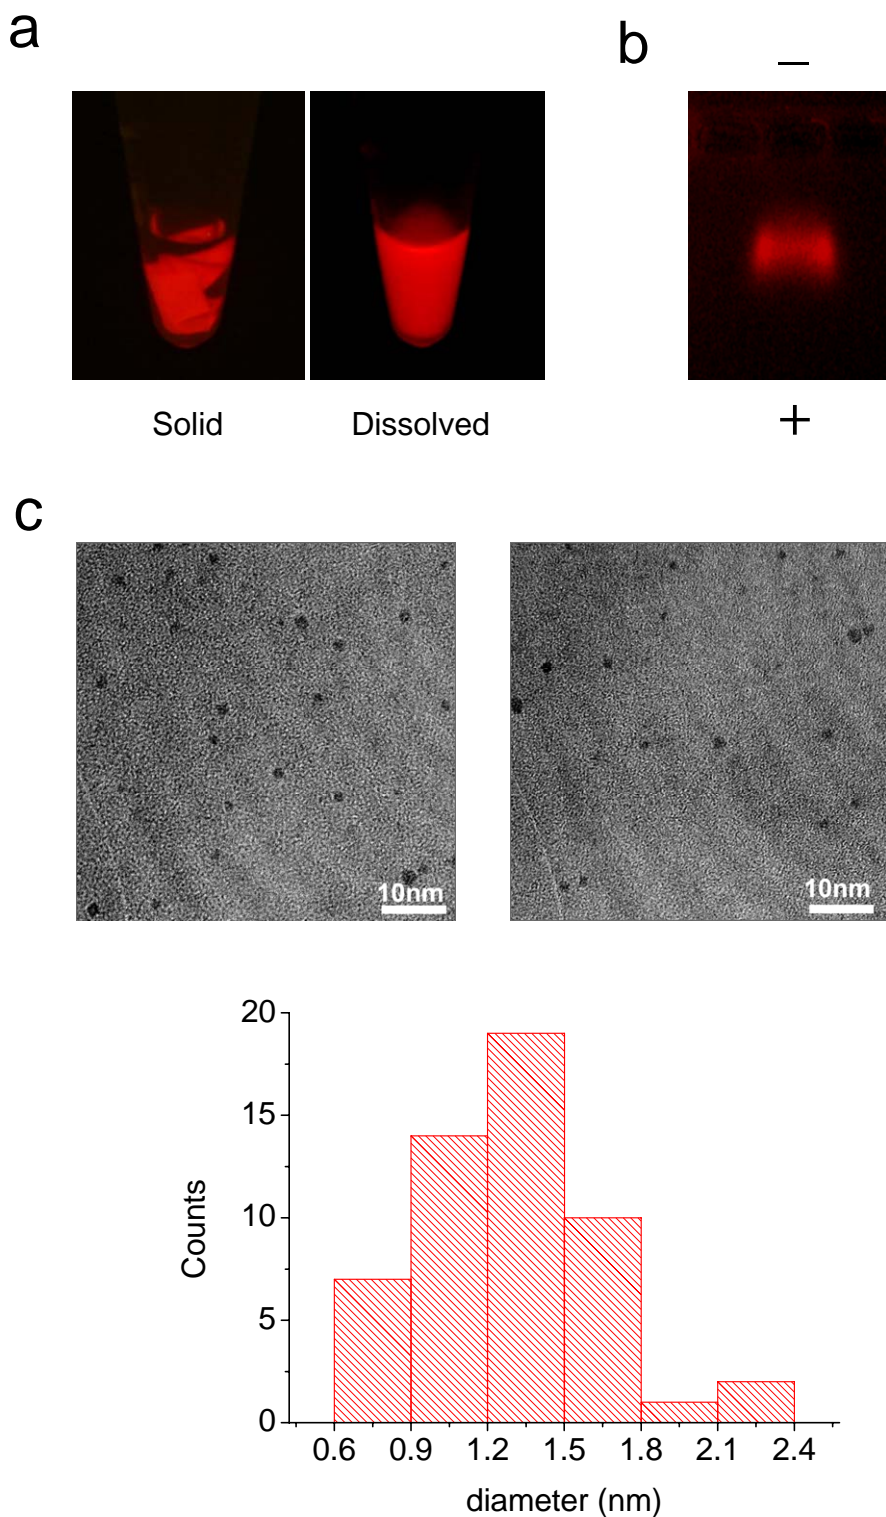 a
b
–
Solid
Dissolved
+
c
10nm
10nm
20
15
10
5
0
Counts
0.6 0.9 1.2 1.5 1.8 2.1 2.4
diameter (nm)